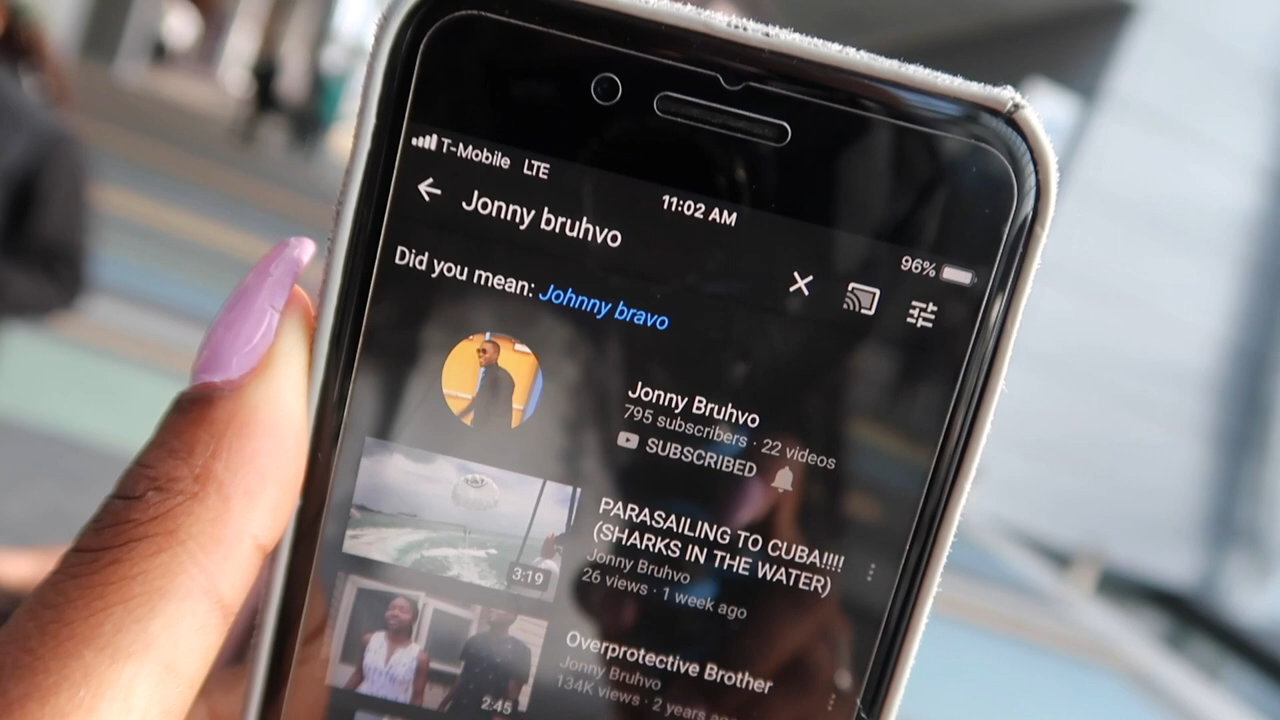 T-Mobile LTE
11:02 AM
96%
Jonny bruhvo
Did you mean: Johnny bravo
Jonny Bruhvo
795 subscribers · 22 videos
SUBSCRIBED
3:19
PARASAILING TO CUBA!!!!
(SHARKS IN THE WATER)
Jonny Bruhvo
26 views · 1 week ago
2:45
Overprotective Brother
Jonny Bruhvo
134K views · 2 years ago